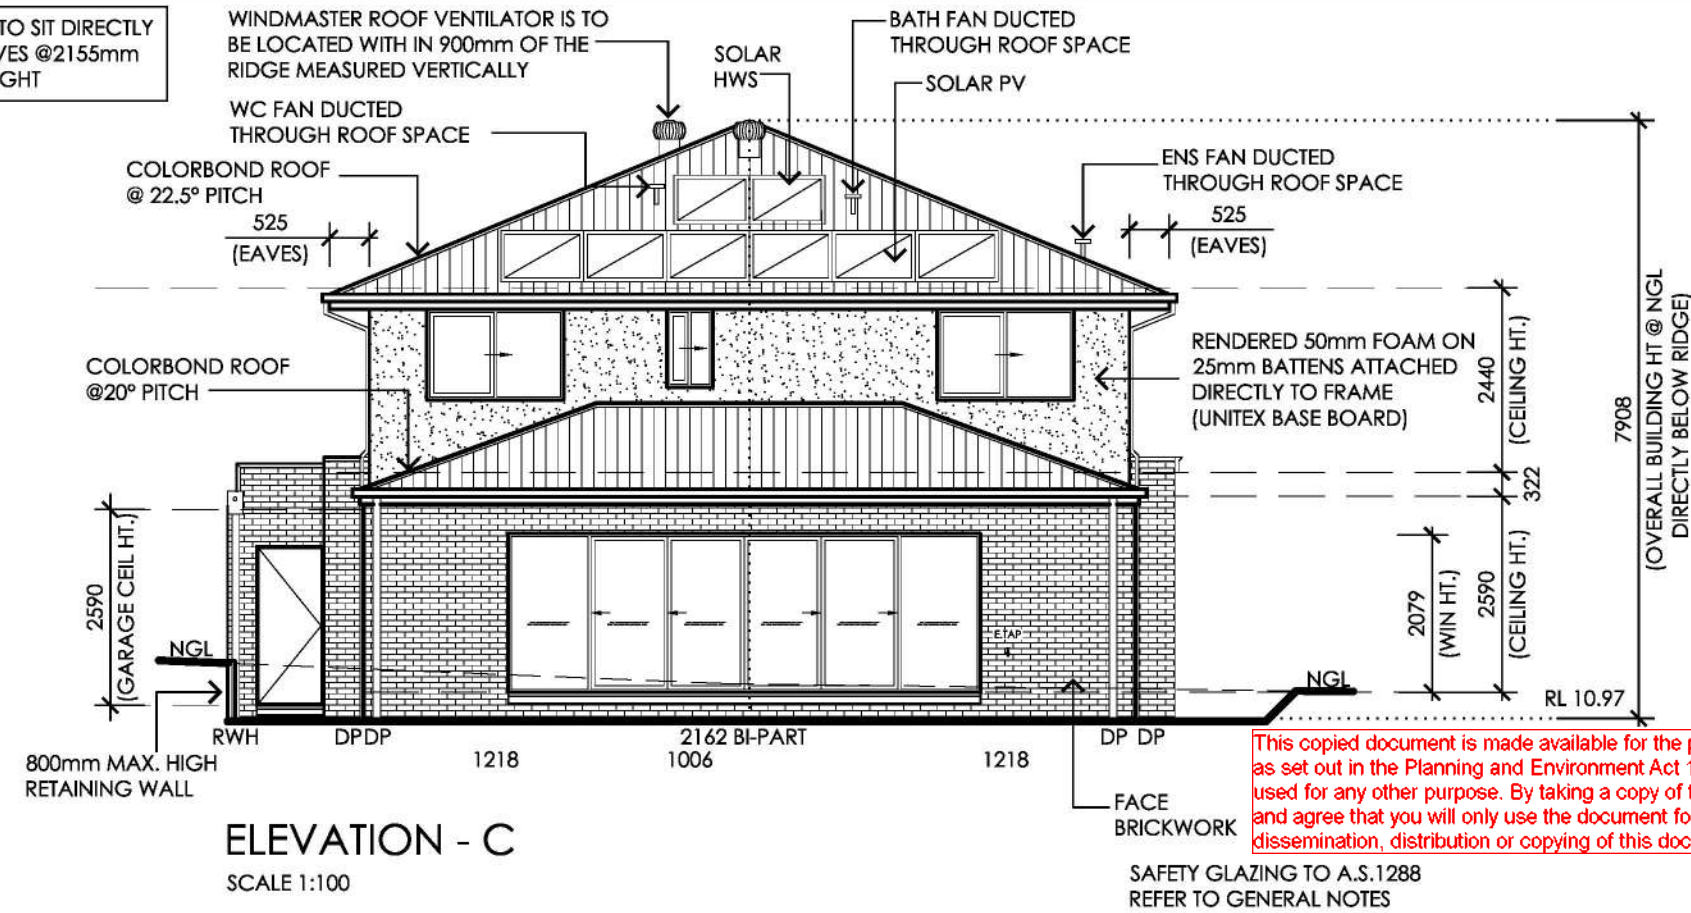 TO SIT DIRECTLY
VES @2155mm
GHT
WINDMASTER ROOF VENTILATOR IS TO
BE LOCATED WITH IN 900mm OF THE
RIDGE MEASURED VERTICALLY
SOLAR
HWS
BATH FAN DUCTED
THROUGH ROOF SPACE
SOLAR PV
WC FAN DUCTED
THROUGH ROOF SPACE
COLORBOND ROOF
@ 22.5° PITCH
525
(EAVES)
ENS FAN DUCTED
THROUGH ROOF SPACE
525
(EAVES)
COLORBOND ROOF
@20° PITCH
RENDERED 50mm FOAM ON
25mm BATTENS ATTACHED
DIRECTLY TO FRAME
(UNITEX BASE BOARD)
2440
(CEILING HT.)
322
7908
(OVERALL BUILDING HT @ NGL
DIRECTLY BELOW RIDGE)
2590
(GARAGE CEIL HT.)
2079
(WIN HT.)
2590
(CEILING HT.)
E.TAP
NGL
NGL
RL 10.97
800mm MAX. HIGH
RETAINING WALL
RWH
DP DP
2162 BI-PART
DP DP
1218
1006
1218
FACE
BRICKWORK
This copied document is made available for the p
as set out in the Planning and Environment Act 1
used for any other purpose. By taking a copy of t
and agree that you will only use the document fo
dissemination, distribution or copying of this doc
ELEVATION - C
SCALE 1:100
SAFETY GLAZING TO A.S.1288
REFER TO GENERAL NOTES